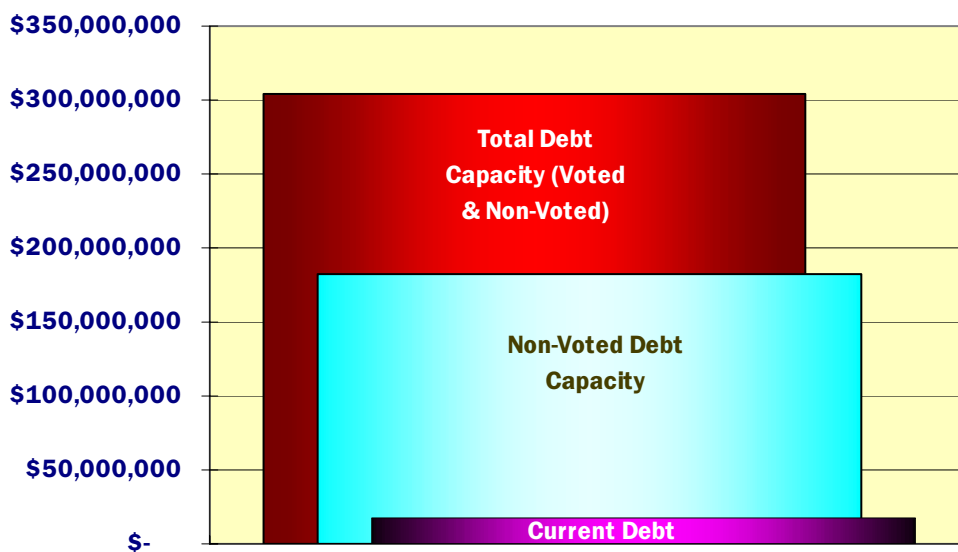 $350,000,000
$300,000,000
$250,000,000
$200,000,000
$150,000,000
$100,000,000
$50,000,000
$-
Total Debt
Capacity (Voted
& Non-Voted)
Non-Voted Debt
Capacity
Current Debt